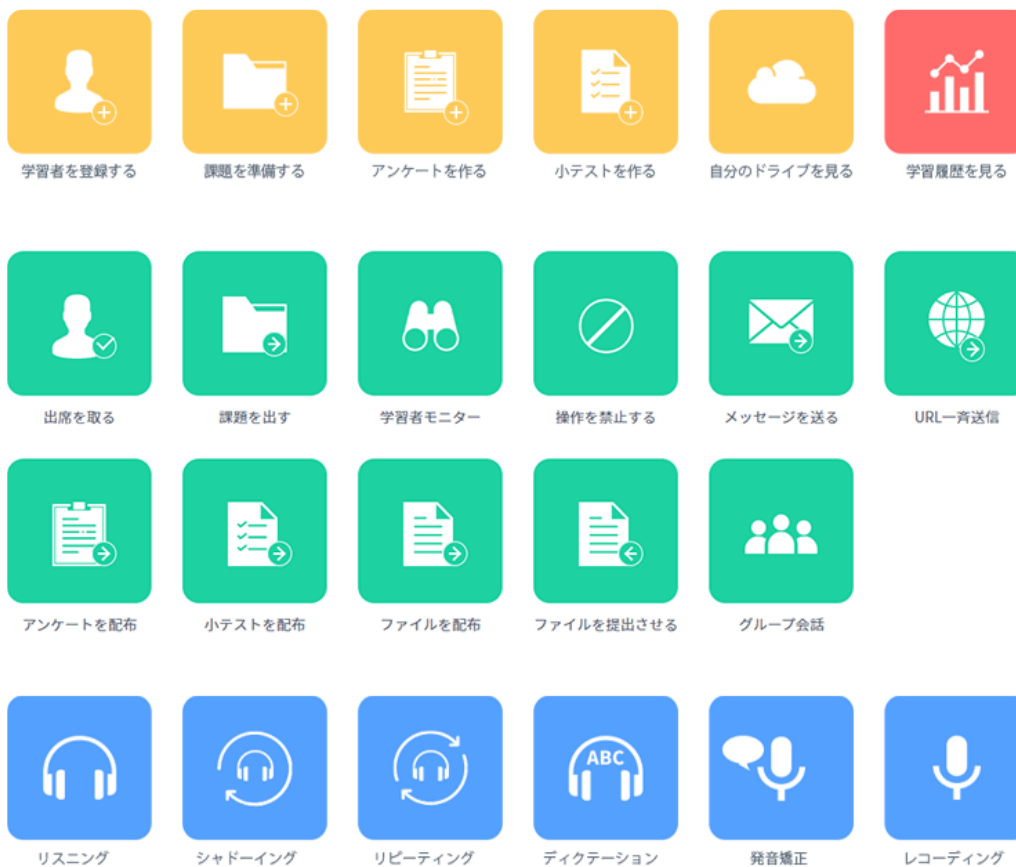 学習者を登録する
課題を準備する
アンケートを作る
小テストを作る
自分のドライブを見る
学習履歴を見る
出席を取る
課題を出す
学習者モニター
操作を禁止する
メッセージを送る
URL一斉送信
アンケートを配布
小テストを配布
ファイルを配布
ファイルを提出させる
グループ会話
ABC
リスニング
シャドーイング
リピーティング
ディクテーション
発音矯正
レコーディング